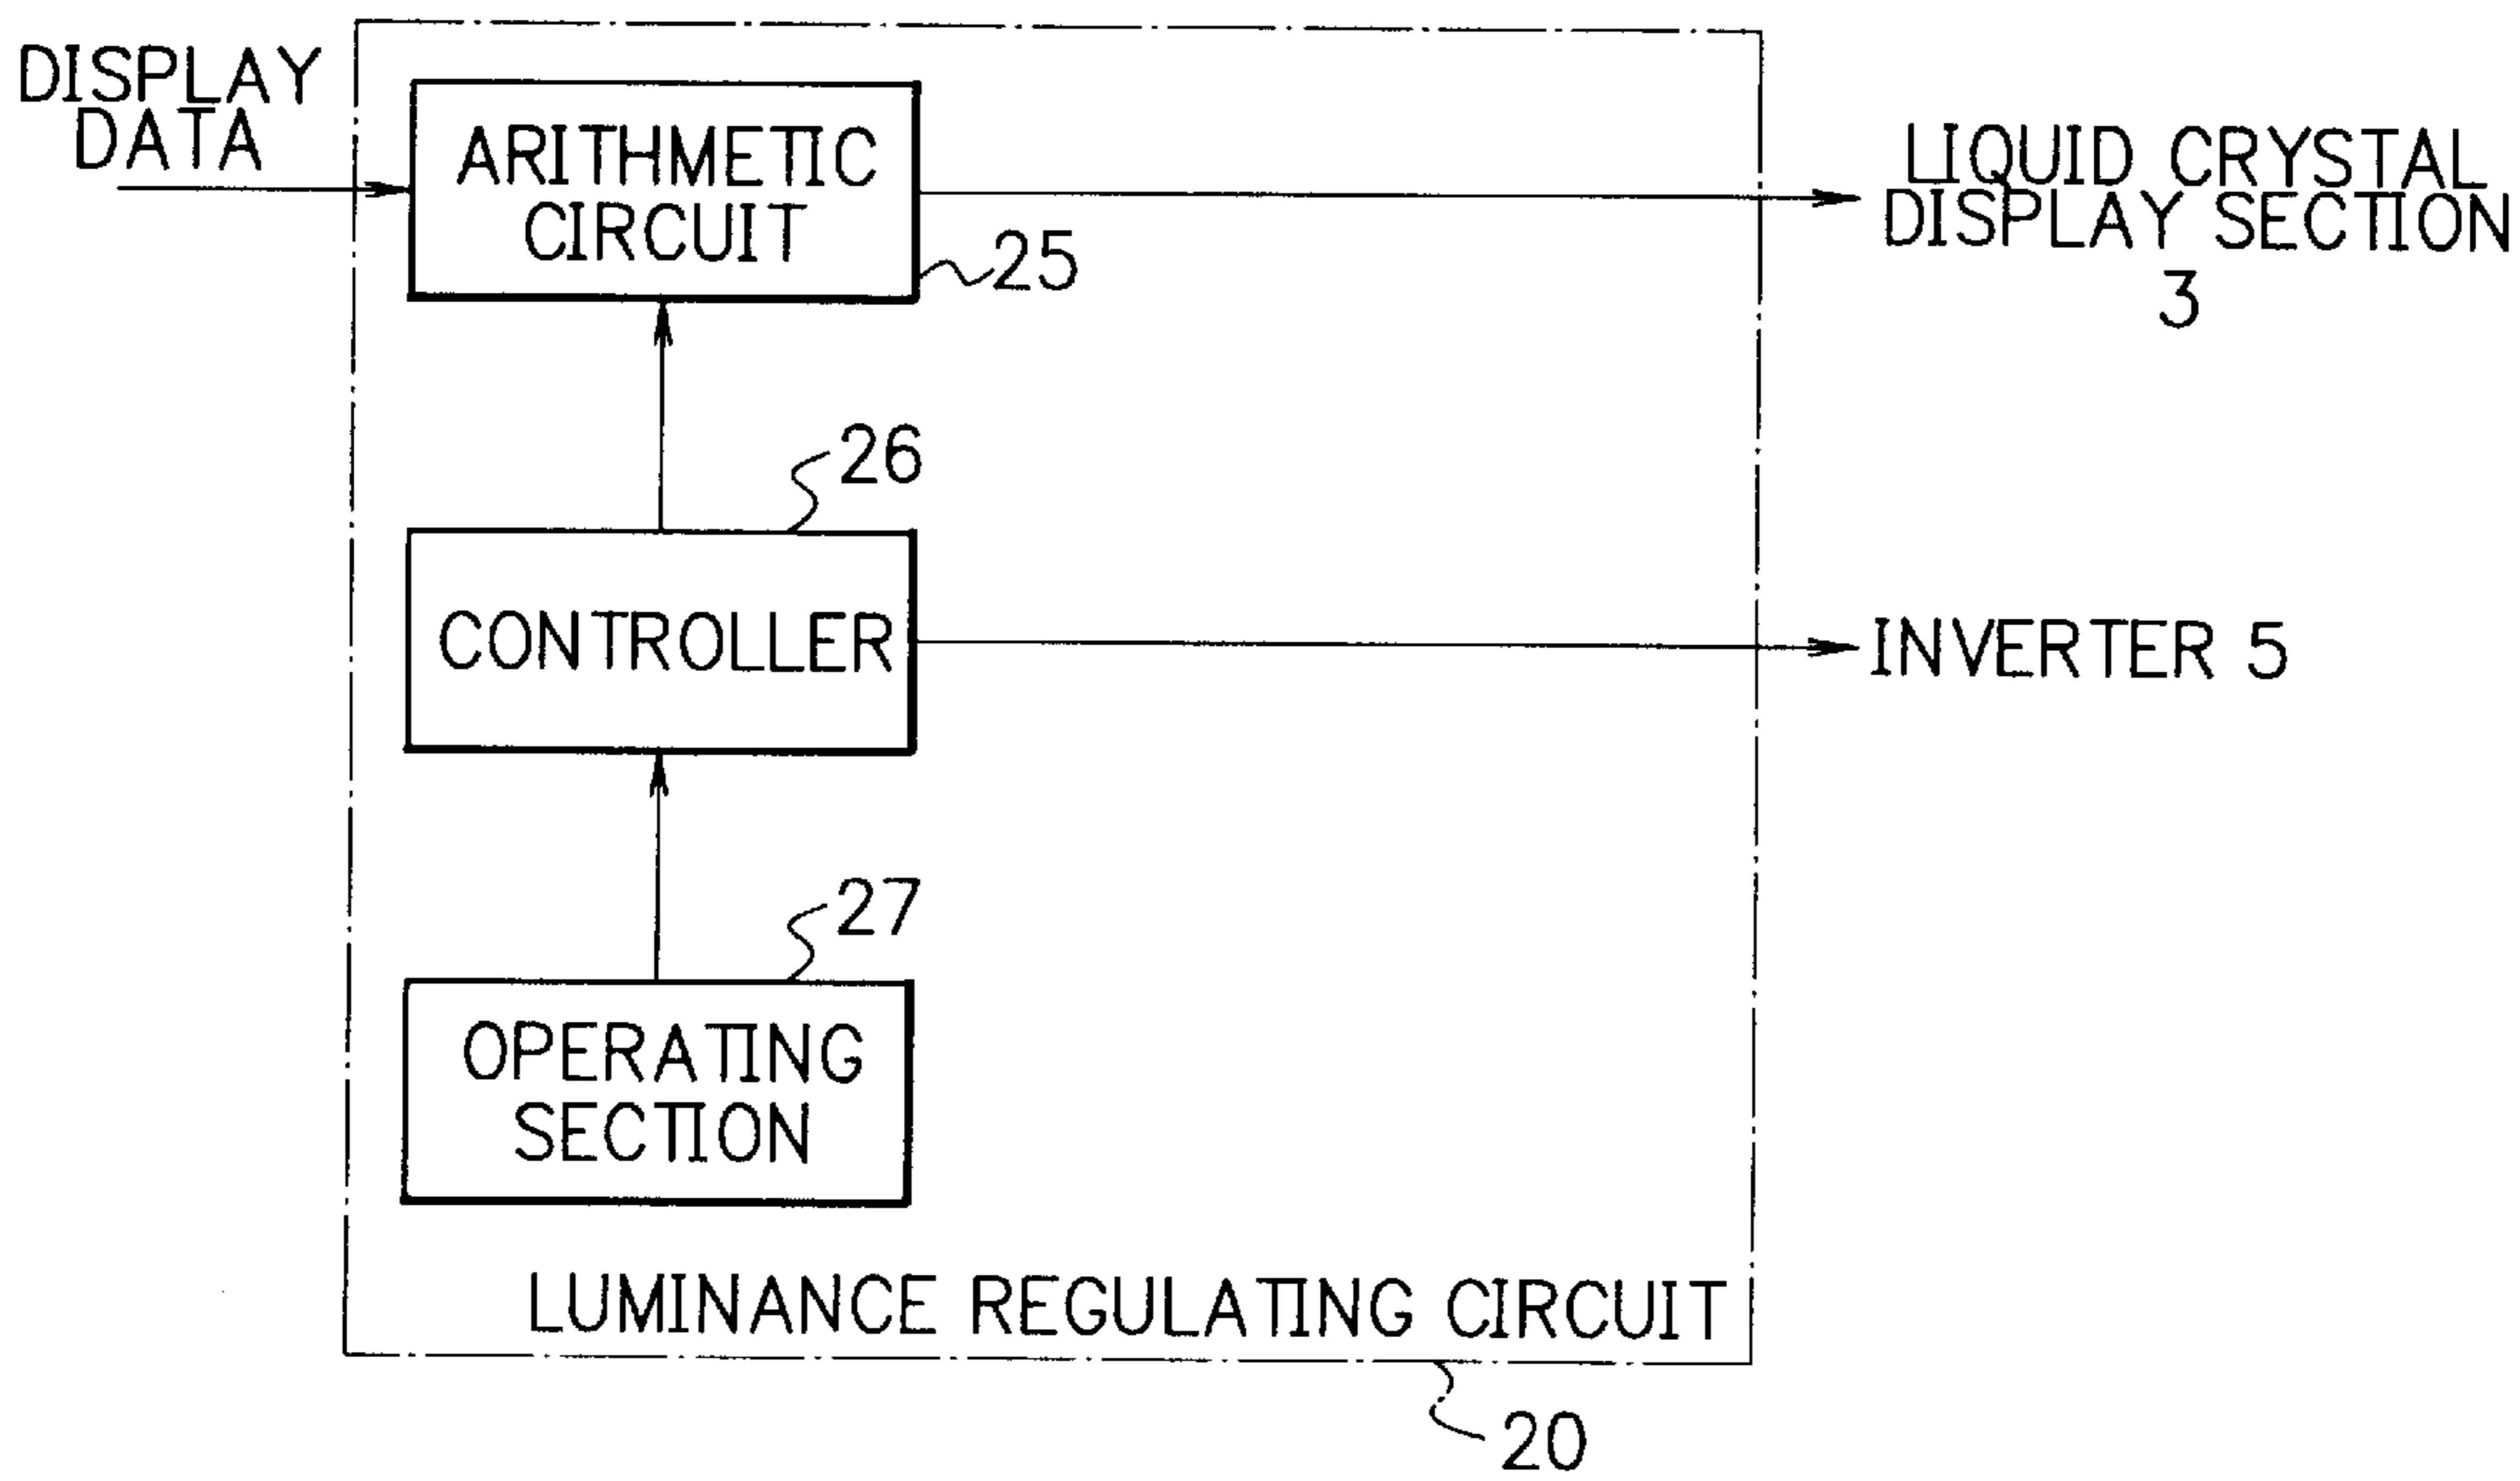 DISPLAY
DATA
ARITHMETIC
CIRCUIT
25
LIQUID CRYSTAL
DISPLAY SECTION
3
26
CONTROLLER
INVERTER 5
27
OPERATING
SECTION
LUMINANCE REGULATING CIRCUIT
20